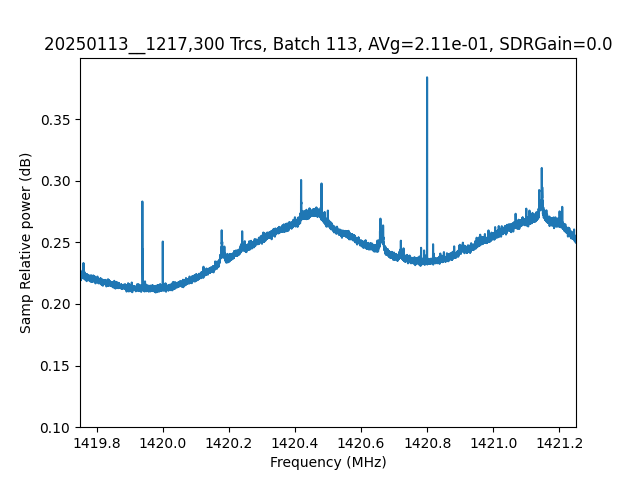 20250113__1217,300 Trcs, Batch 113, AVg=2.11e-01, SDRGain=0.0
Samp Relative power (dB)
0.35
0.30
0.25
0.20
0.15
0.10
1419.8 1420.0 1420.2 1420.4 1420.6 1420.8 1421.0 1421.2
Frequency (MHz)